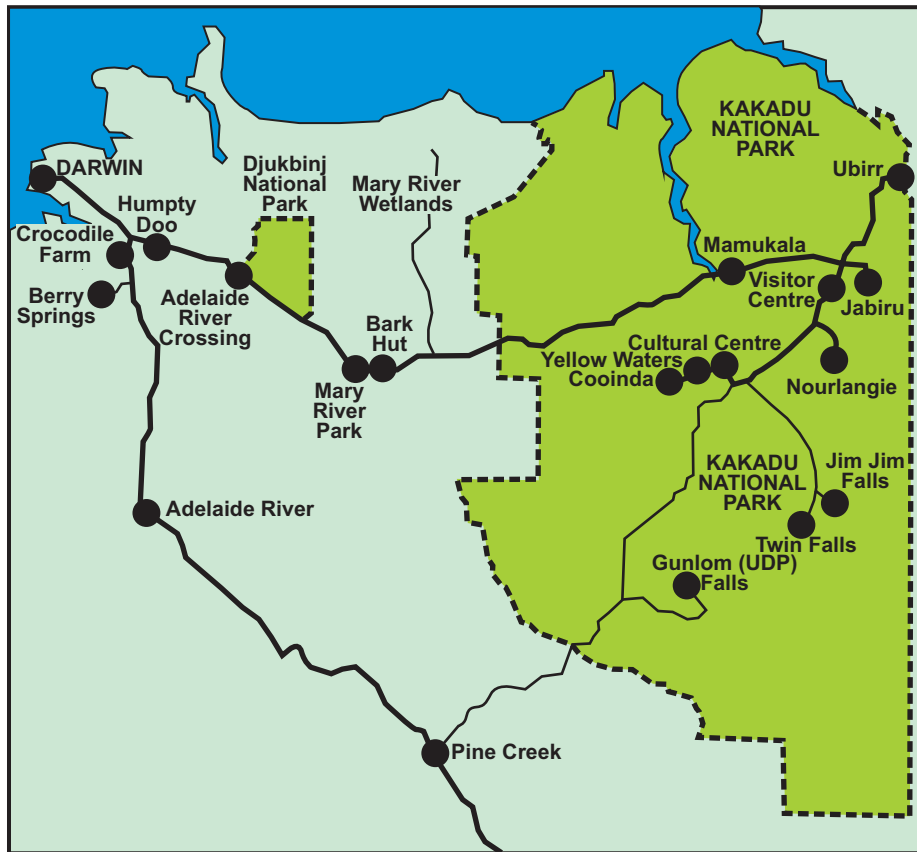 KAKADU
NATIONAL
PARK
DARWIN
Djukbinj
National
Park
Mary River
Wetlands
Ubirr
Humpty
Doo
Crocodile
Farm
Mamukala
Berry
Springs
Adelaide
River
Crossing
Visitor
Centre
Jabiru
Bark
Hut
Cultural Centre
Yellow Waters
Cooinda
Nourlangie
Mary
River
Park
KAKADU
NATIONAL
PARK
Jim Jim
Falls
Adelaide River
Twin Falls
Gunlom (UDP)
Falls
Pine Creek